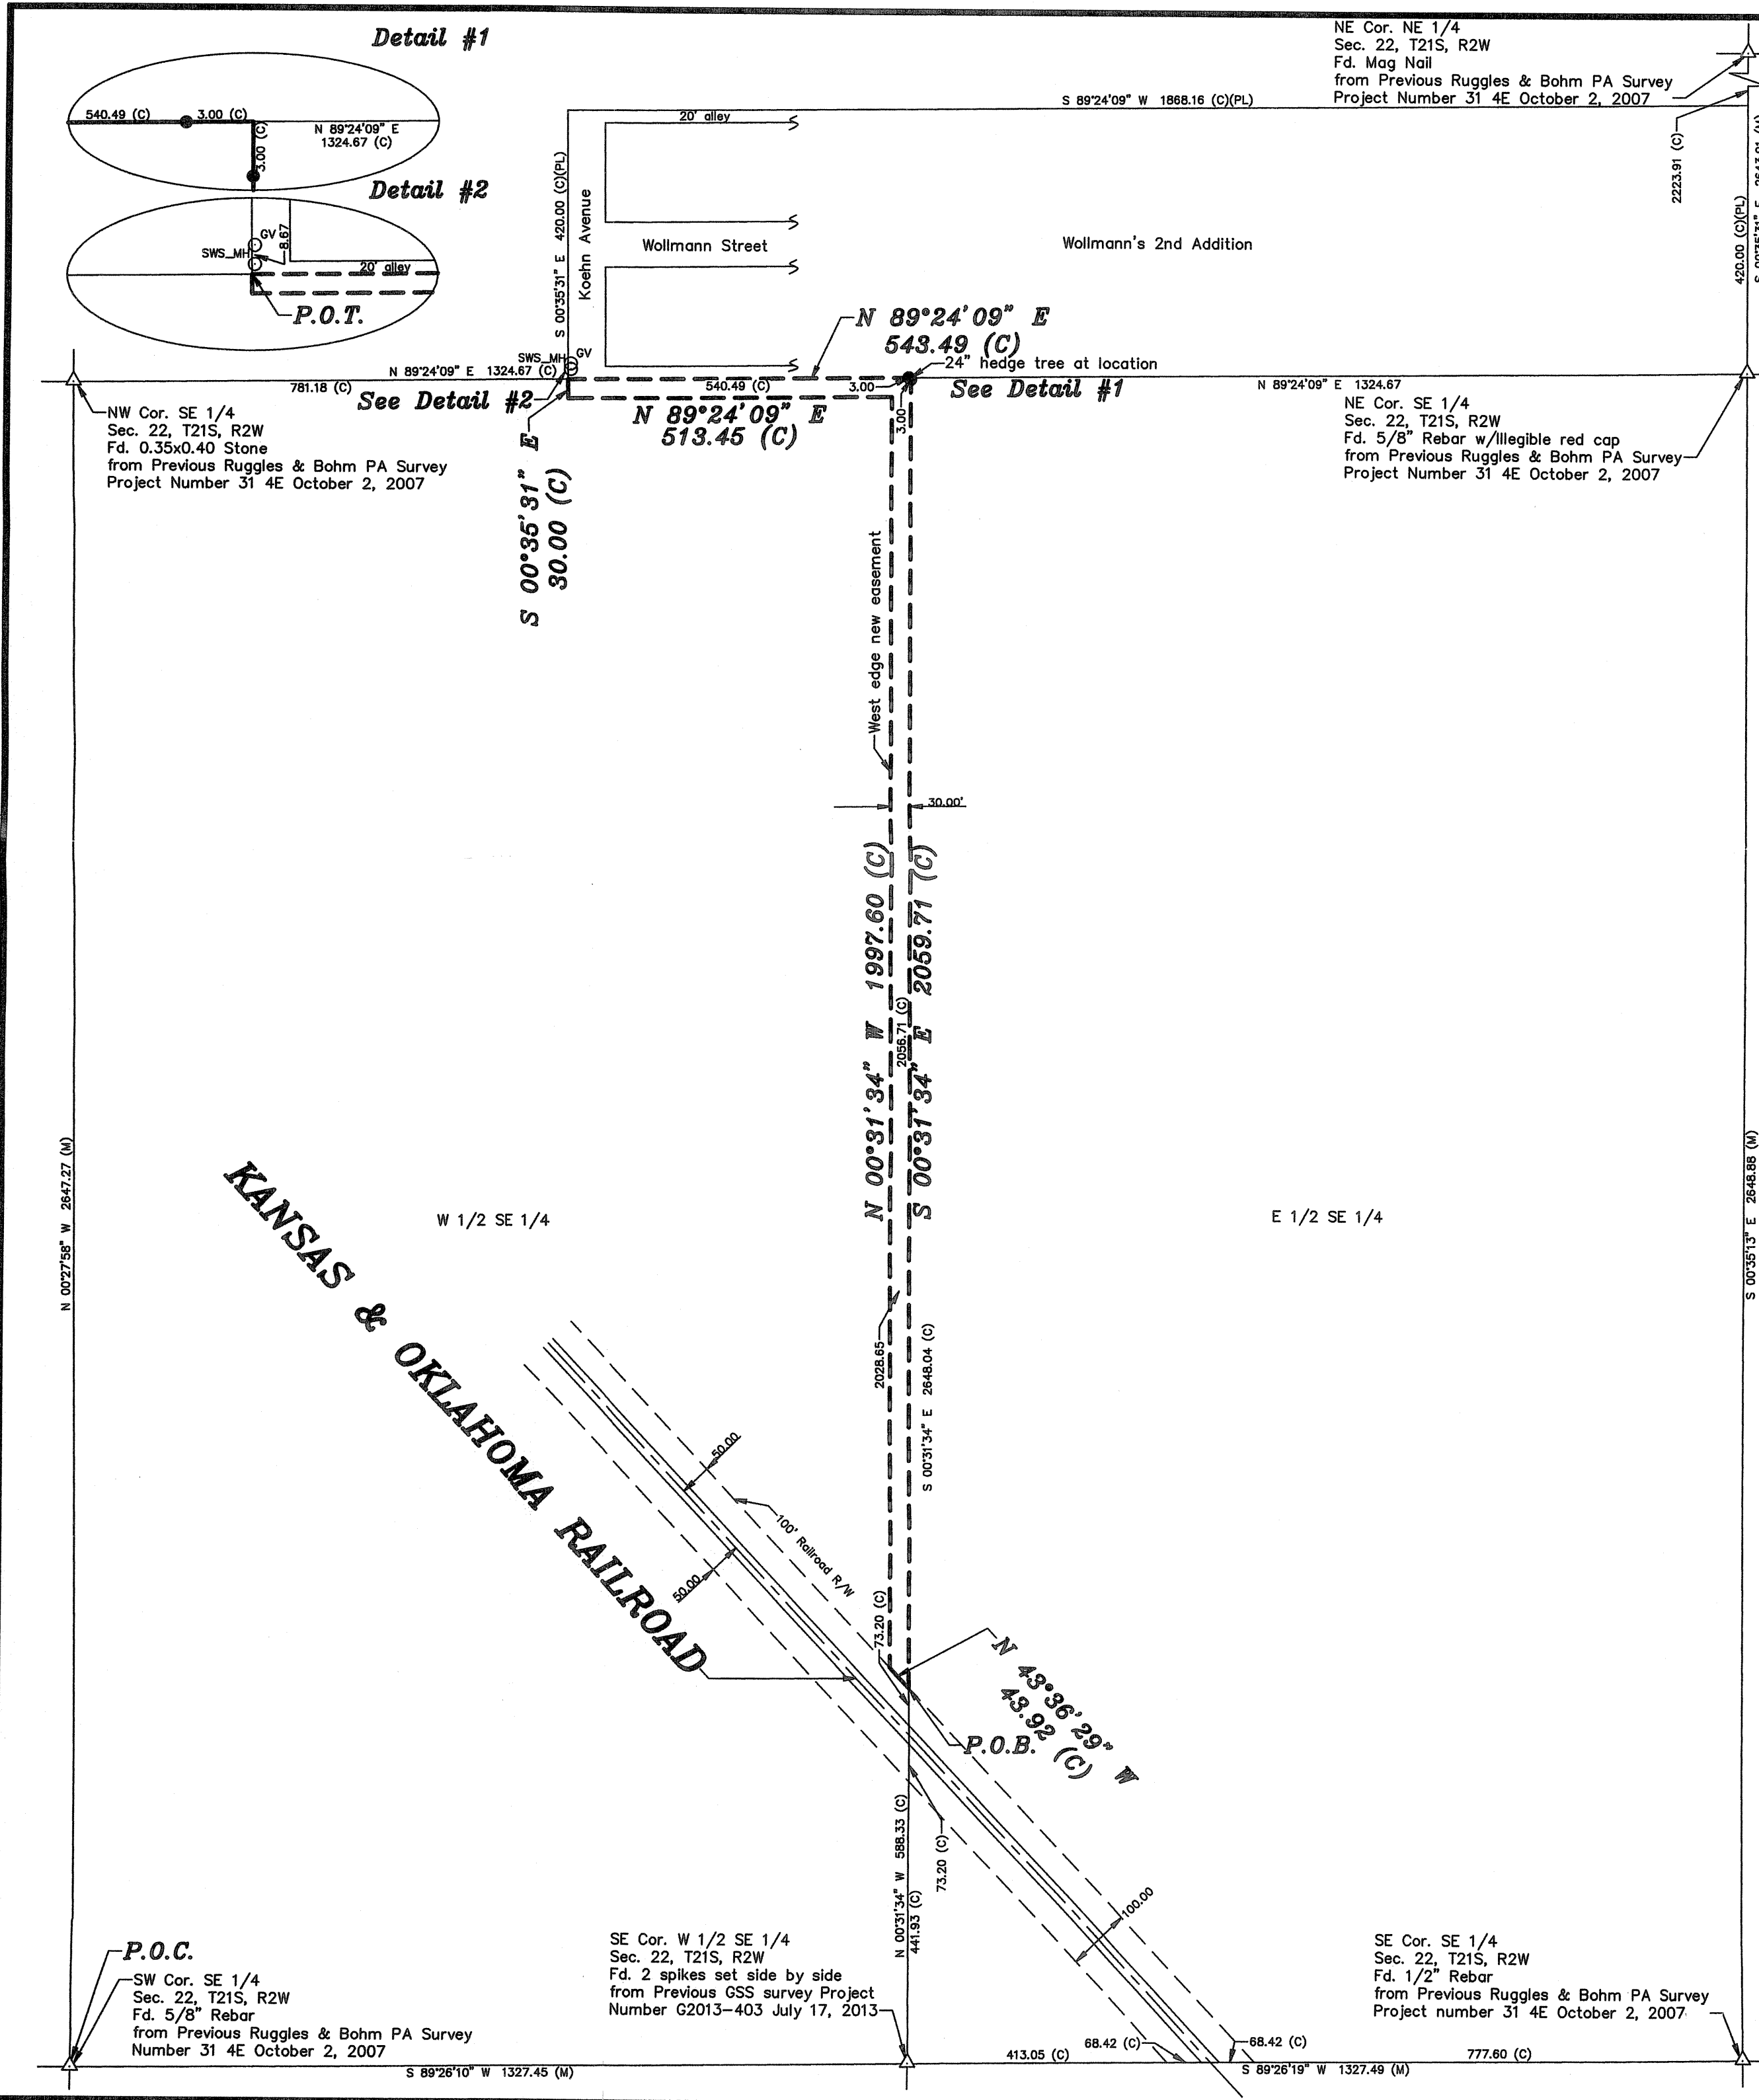 Detail #1
540.49 (C)
3.00 (C)
N 89°24'09" E
1324.67 (C)
3.00 (C)
Detail #2
GV
SWS_MH
8.67
20' alley
P.O.T.
NE Cor. NE 1/4
Sec. 22, T21S, R2W
Fd. Mag Nail
from Previous Ruggles & Bohm PA Survey
Project Number 31 4E October 2, 2007
S 89°24'09" W 1868.16 (C)(PL)
20' alley
2223.91 (C)
S 00°35'31" E 420.00 (C)(PL)
Koehn Avenue
Wollmann Street
Wollmann's 2nd Addition
420.00 (C)(PL)
N 89°24'09" E
543.49 (C)
24" hedge tree at location
SWS_MH
GV
N 89°24'09" E 1324.67 (C)
781.18 (C)
See Detail #2
540.49 (C)
3.00
See Detail #1
N 89°24'09" E 1324.67
N 89°24'09" E
513.45 (C)
3.00
NW Cor. SE 1/4
Sec. 22, T21S, R2W
Fd. 0.35x0.40 Stone
from Previous Ruggles & Bohm PA Survey
Project Number 31 4E October 2, 2007
NE Cor. SE 1/4
Sec. 22, T21S, R2W
Fd. 5/8" Rebar w/Illegible red cap
from Previous Ruggles & Bohm PA Survey
Project Number 31 4E October 2, 2007
S 00°35'31" E
30.00 (C)
West edge new easement
30.00'
N 00°31'34" W 1997.60 (C)
2056.71 (C)
S 00°31'34" E 2059.71 (C)
N 00°27'58" W 2647.27 (M)
W 1/2 SE 1/4
E 1/2 SE 1/4
S 00°35'13" E 2648.88 (M)
KANSAS & OKLAHOMA RAILROAD
2028.65
S 00°31'34" E 2648.04 (C)
50.00
100' Railroad R/W
50.00
73.20 (C)
N 43°36'29" W
43.92 (C)
P.O.B.
N 00°31'34" W 588.33 (C)
441.93 (C)
73.20 (C)
100.00
P.O.C.
SW Cor. SE 1/4
Sec. 22, T21S, R2W
Fd. 5/8" Rebar
from Previous Ruggles & Bohm PA Survey
Number 31 4E October 2, 2007
SE Cor. W 1/2 SE 1/4
Sec. 22, T21S, R2W
Fd. 2 spikes set side by side
from Previous GSS survey Project
Number G2013-403 July 17, 2013
SE Cor. SE 1/4
Sec. 22, T21S, R2W
Fd. 1/2" Rebar
from Previous Ruggles & Bohm PA Survey
Project number 31 4E October 2, 2007
S 89°26'10" W 1327.45 (M)
413.05 (C)
68.42 (C)
68.42 (C)
S 89°26'19" W 1327.49 (M)
777.60 (C)